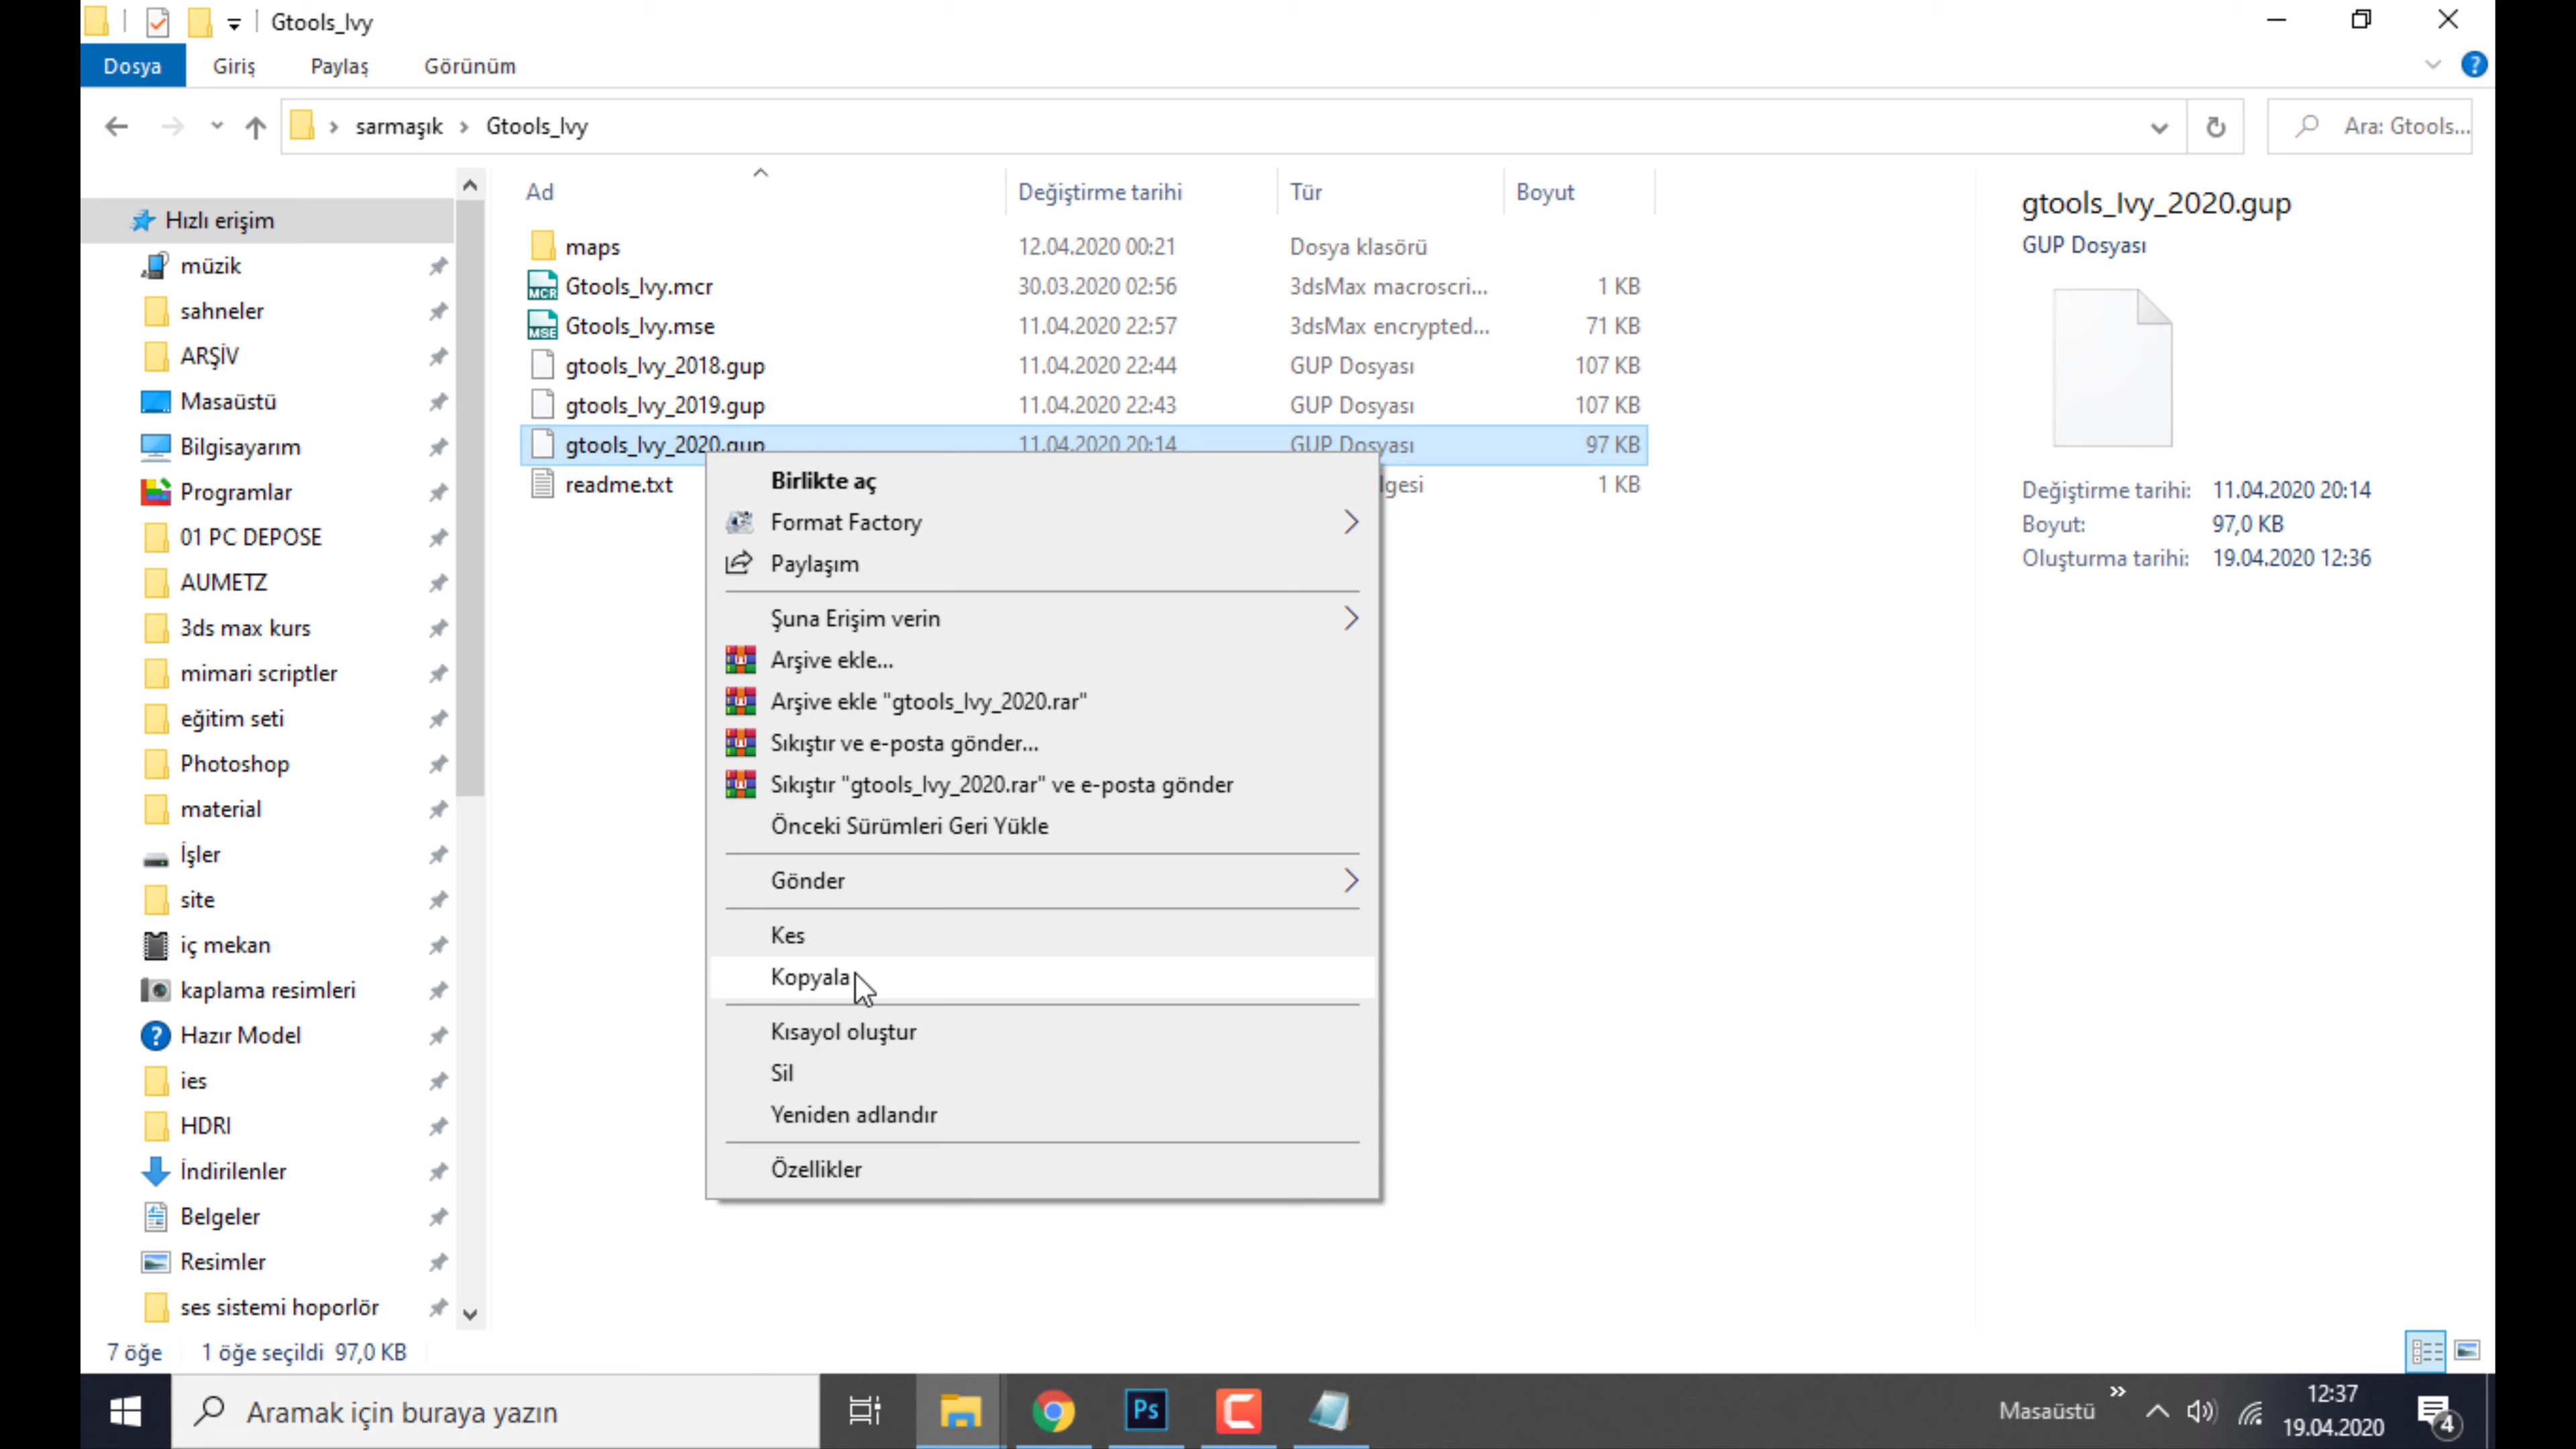 Gtools_Ivy
Dosya Giriş Paylaş Görünüm
sarmaşık Gtools_Ivy Ara: Gtools...
Ad Değiştirme tarihi Tür Boyut
maps 12.04.2020 00:21 Dosya klasörü
Gtools_Ivy.mcr 30.03.2020 02:56 3dsMax macroscri... 1 KB
Gtools_Ivy.mse 11.04.2020 22:57 3dsMax encrypted... 71 KB
gtools_Ivy_2018.gup 11.04.2020 22:44 GUP Dosyası 107 KB
gtools_Ivy_2019.gup 11.04.2020 22:43 GUP Dosyası 107 KB
gtools_Ivy_2020.gup 11.04.2020 20:14 GUP Dosyası 97 KB
readme.txt lgesi 1 KB
Hızlı erişim
müzik
sahneler
ARŞİV
Masaüstü
Bilgisayarım
Programlar
01 PC DEPOSE
AUMETZ
3ds max kurs
mimari scriptler
eğitim seti
Photoshop
material
İşler
site
iç mekan
kaplama resimleri
Hazır Model
ies
HDRI
İndirilenler
Belgeler
Resimler
ses sistemi hoporlör
Birlikte aç
Format Factory
Paylaşım
Şuna Erişim verin
Arşive ekle...
Arşive ekle "gtools_Ivy_2020.rar"
Sıkıştır ve e-posta gönder...
Sıkıştır "gtools_Ivy_2020.rar" ve e-posta gönder
Önceki Sürümleri Geri Yükle
Gönder
Kes
Kopyala
Kısayol oluştur
Sil
Yeniden adlandır
Özellikler
gtools_Ivy_2020.gup
GUP Dosyası
Değiştirme tarihi: 11.04.2020 20:14
Boyut: 97,0 KB
Oluşturma tarihi: 19.04.2020 12:36
7 öğe 1 öğe seçildi 97,0 KB
Aramak için buraya yazın
Ps
Masaüstü
12:37
19.04.2020
4